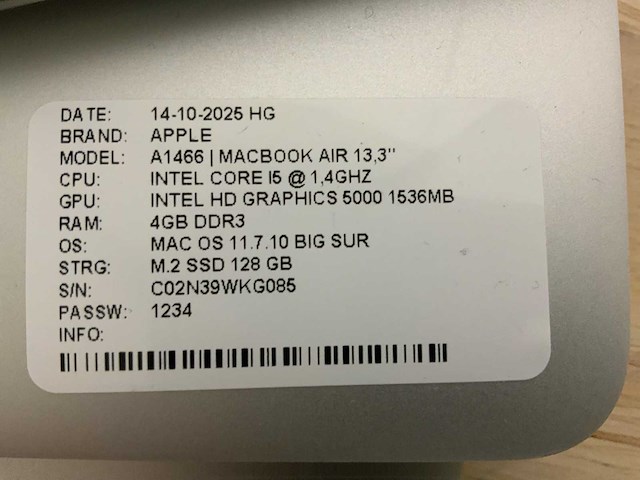 DATE: 14-10-2025 HG
BRAND: APPLE
MODEL: A1466 | MACBOOK AIR 13,3"
CPU: INTEL CORE I5 @ 1,4GHZ
GPU: INTEL HD GRAPHICS 5000 1536MB
RAM: 4GB DDR3
OS: MAC OS 11.7.10 BIG SUR
STRG: M.2 SSD 128 GB
S/N: C02N39WKG085
PASSW: 1234
INFO: